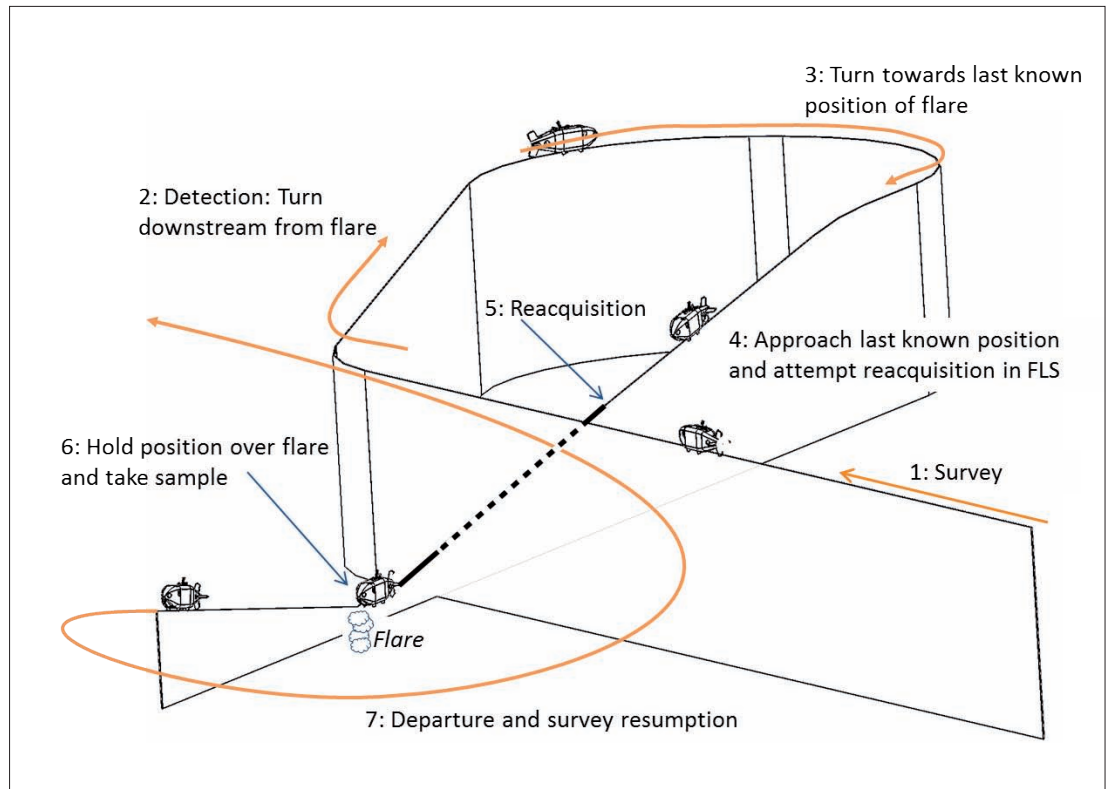 3: Turn towards last known
position of flare
2: Detection: Turn
downstream from flare
5: Reacquisition
4: Approach last known position
and attempt reacquisition in FLS
6: Hold position over flare
and take sample
1: Survey
Flare
7: Departure and survey resumption